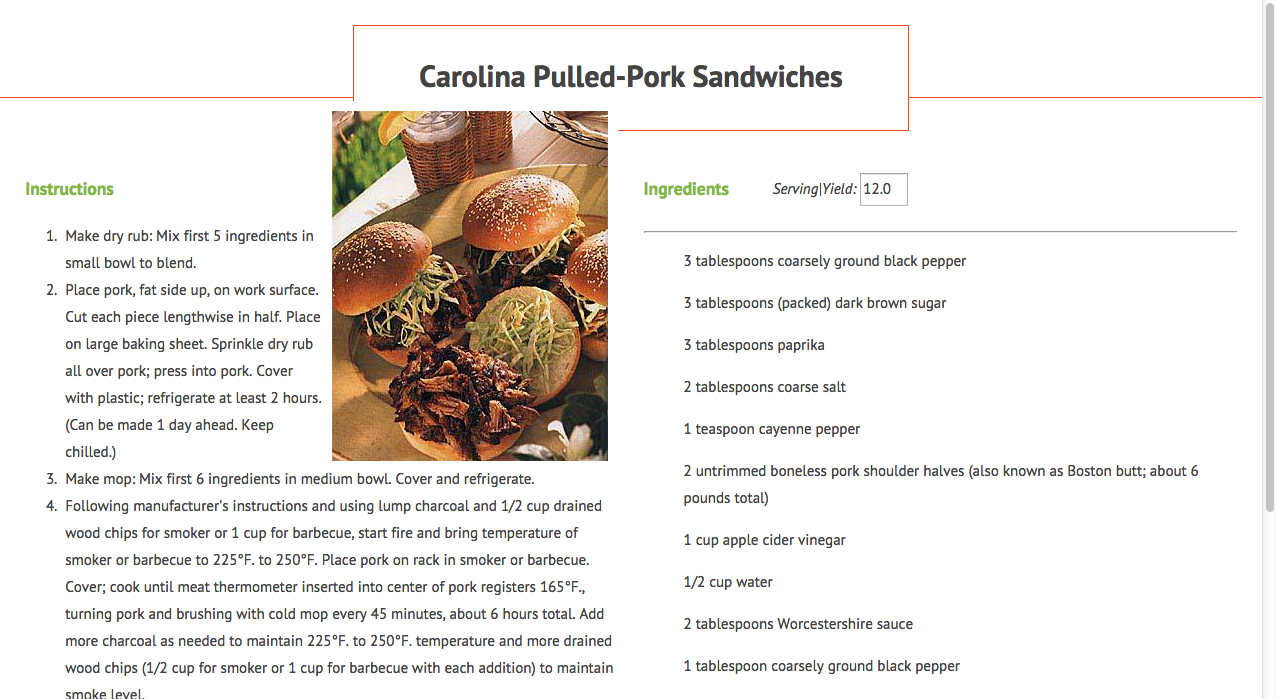 Carolina Pulled-Pork Sandwiches
Instructions
1. Make dry rub: Mix first 5 ingredients in
small bowl to blend.
2. Place pork, fat side up, on work surface.
Cut each piece lengthwise in half. Place
on large baking sheet. Sprinkle dry rub
all over pork; press into pork. Cover
with plastic; refrigerate at least 2 hours.
(Can be made 1 day ahead. Keep
chilled.)
3. Make mop: Mix first 6 ingredients in medium bowl. Cover and refrigerate.
4. Following manufacturer's instructions and using lump charcoal and 1/2 cup drained
wood chips for smoker or 1 cup for barbecue, start fire and bring temperature of
smoker or barbecue to 225°F. to 250°F. Place pork on rack in smoker or barbecue.
Cover; cook until meat thermometer inserted into center of pork registers 165°F.,
turning pork and brushing with cold mop every 45 minutes, about 6 hours total. Add
more charcoal as needed to maintain 225°F. to 250°F. temperature and more drained
wood chips (1/2 cup for smoker or 1 cup for barbecue with each addition) to maintain
smoke level.
Ingredients Serving|Yield: 12.0
3 tablespoons coarsely ground black pepper
3 tablespoons (packed) dark brown sugar
3 tablespoons paprika
2 tablespoons coarse salt
1 teaspoon cayenne pepper
2 untrimmed boneless pork shoulder halves (also known as Boston butt; about 6
pounds total)
1 cup apple cider vinegar
1/2 cup water
2 tablespoons Worcestershire sauce
1 tablespoon coarsely ground black pepper